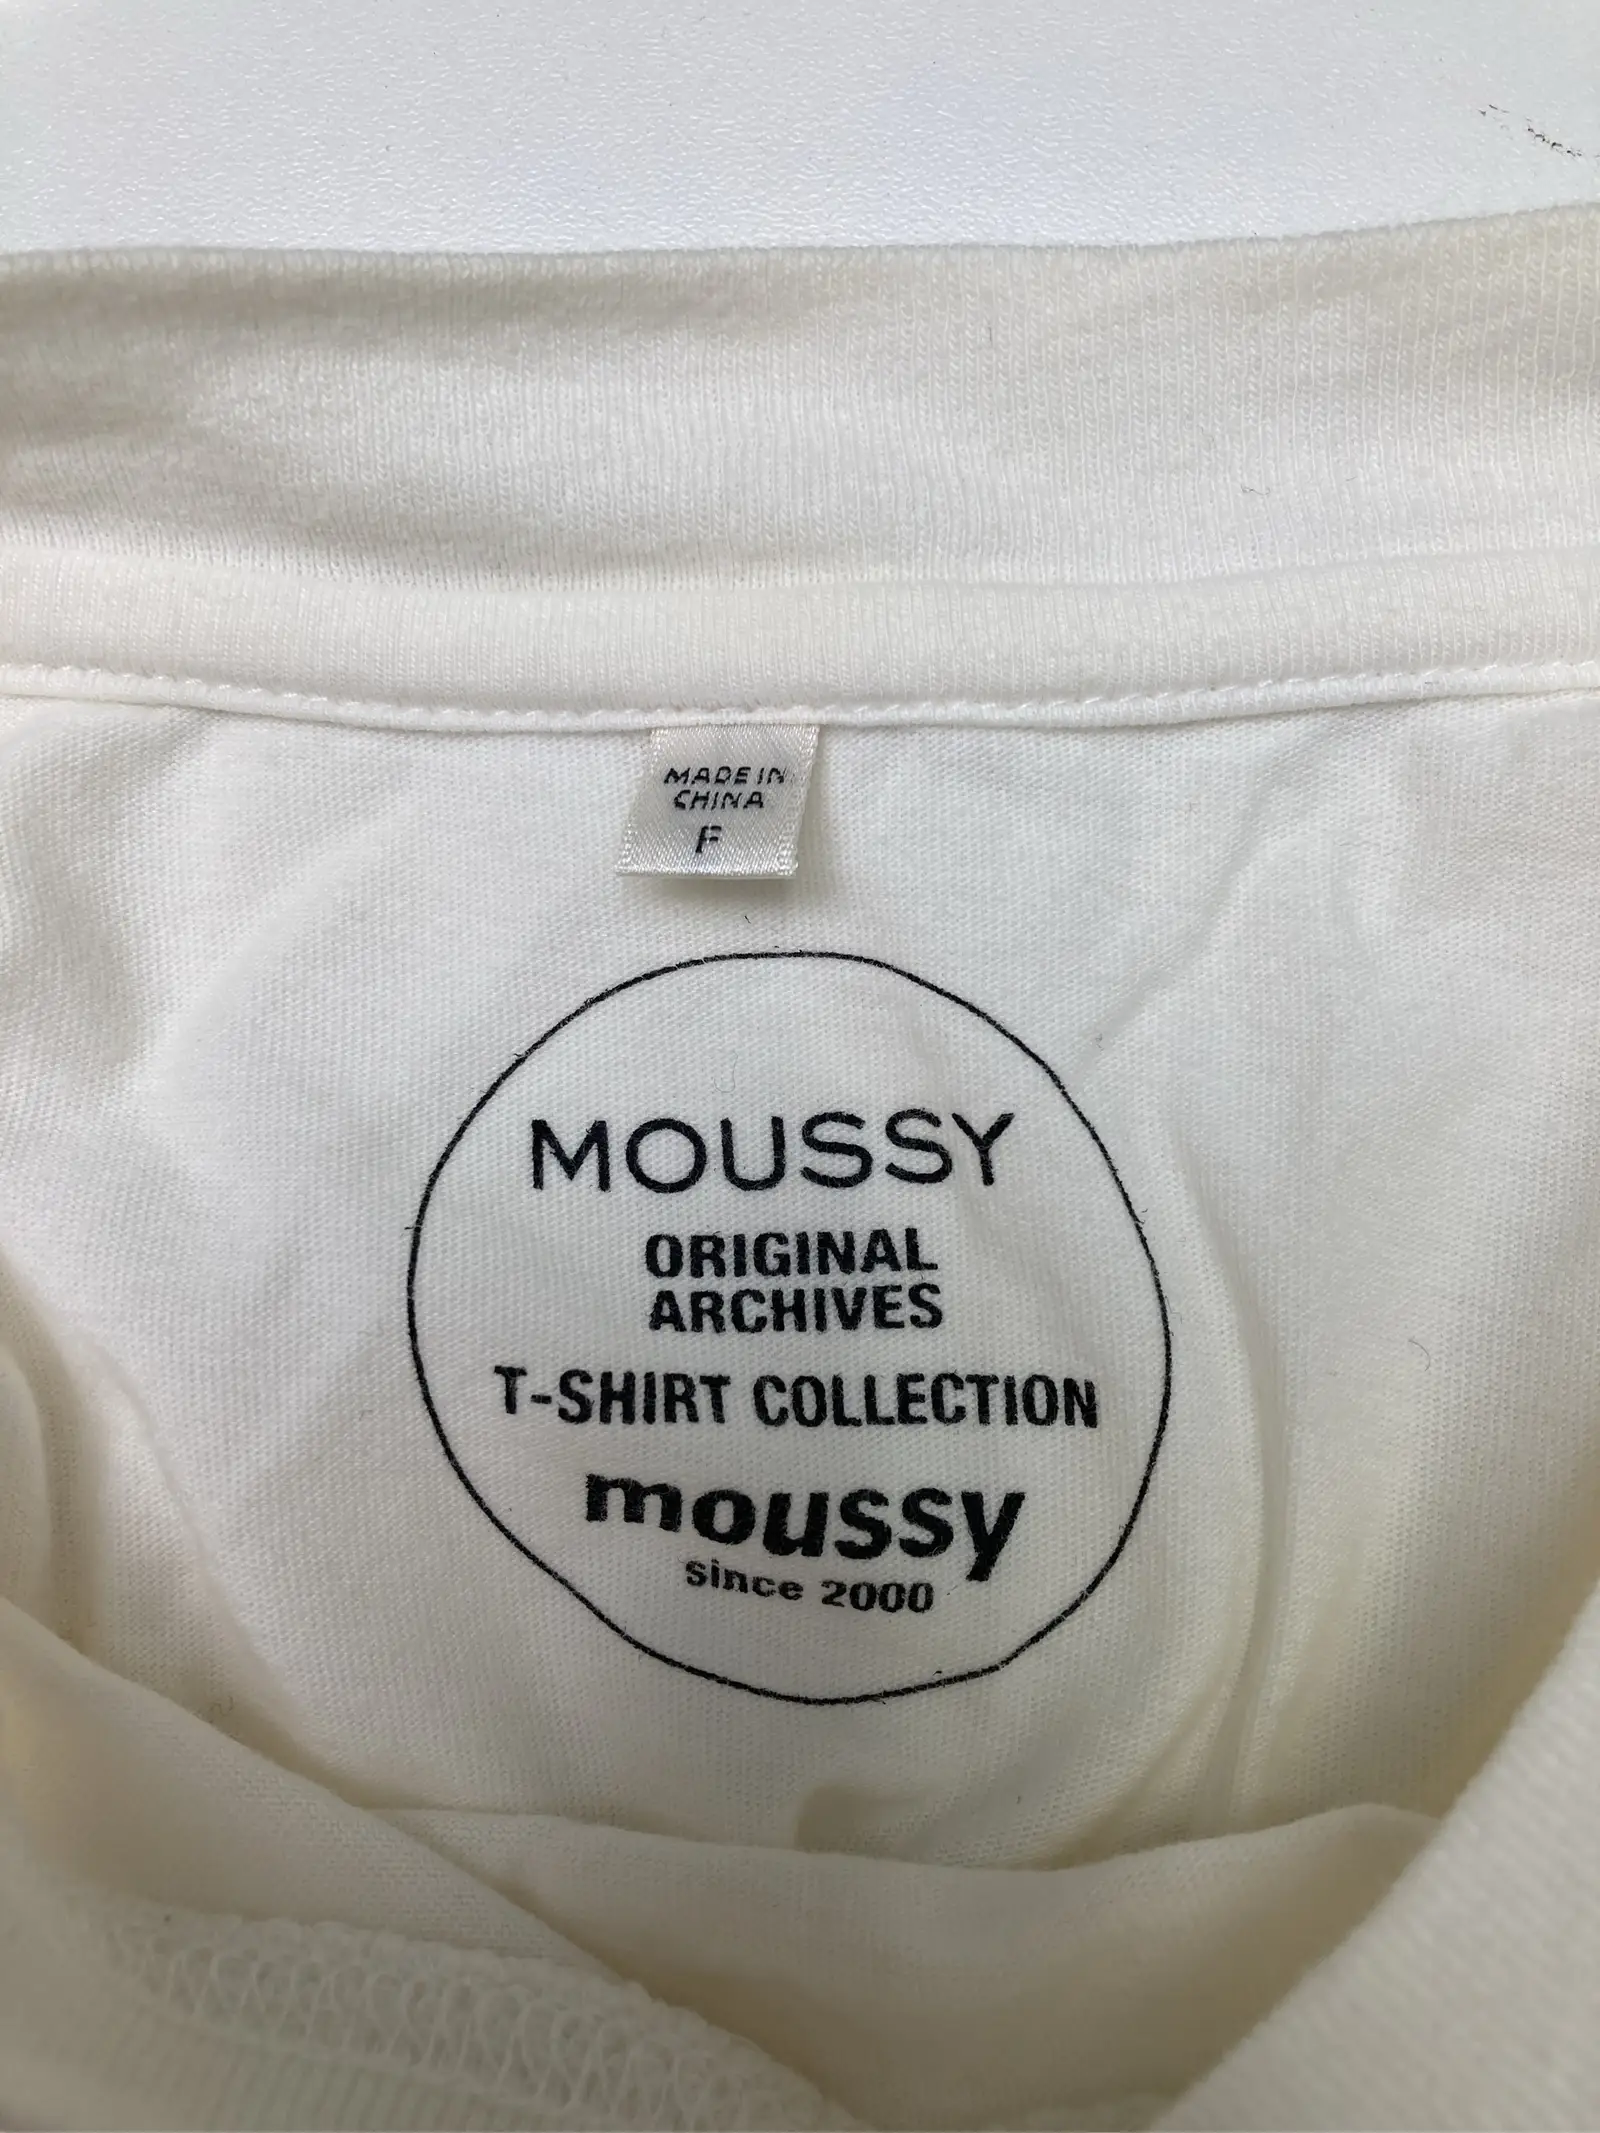 MADE IN
CHINA
F
MOUSSY
ORIGINAL
ARCHIVES
T-SHIRT COLLECTION
moussy
since 2000